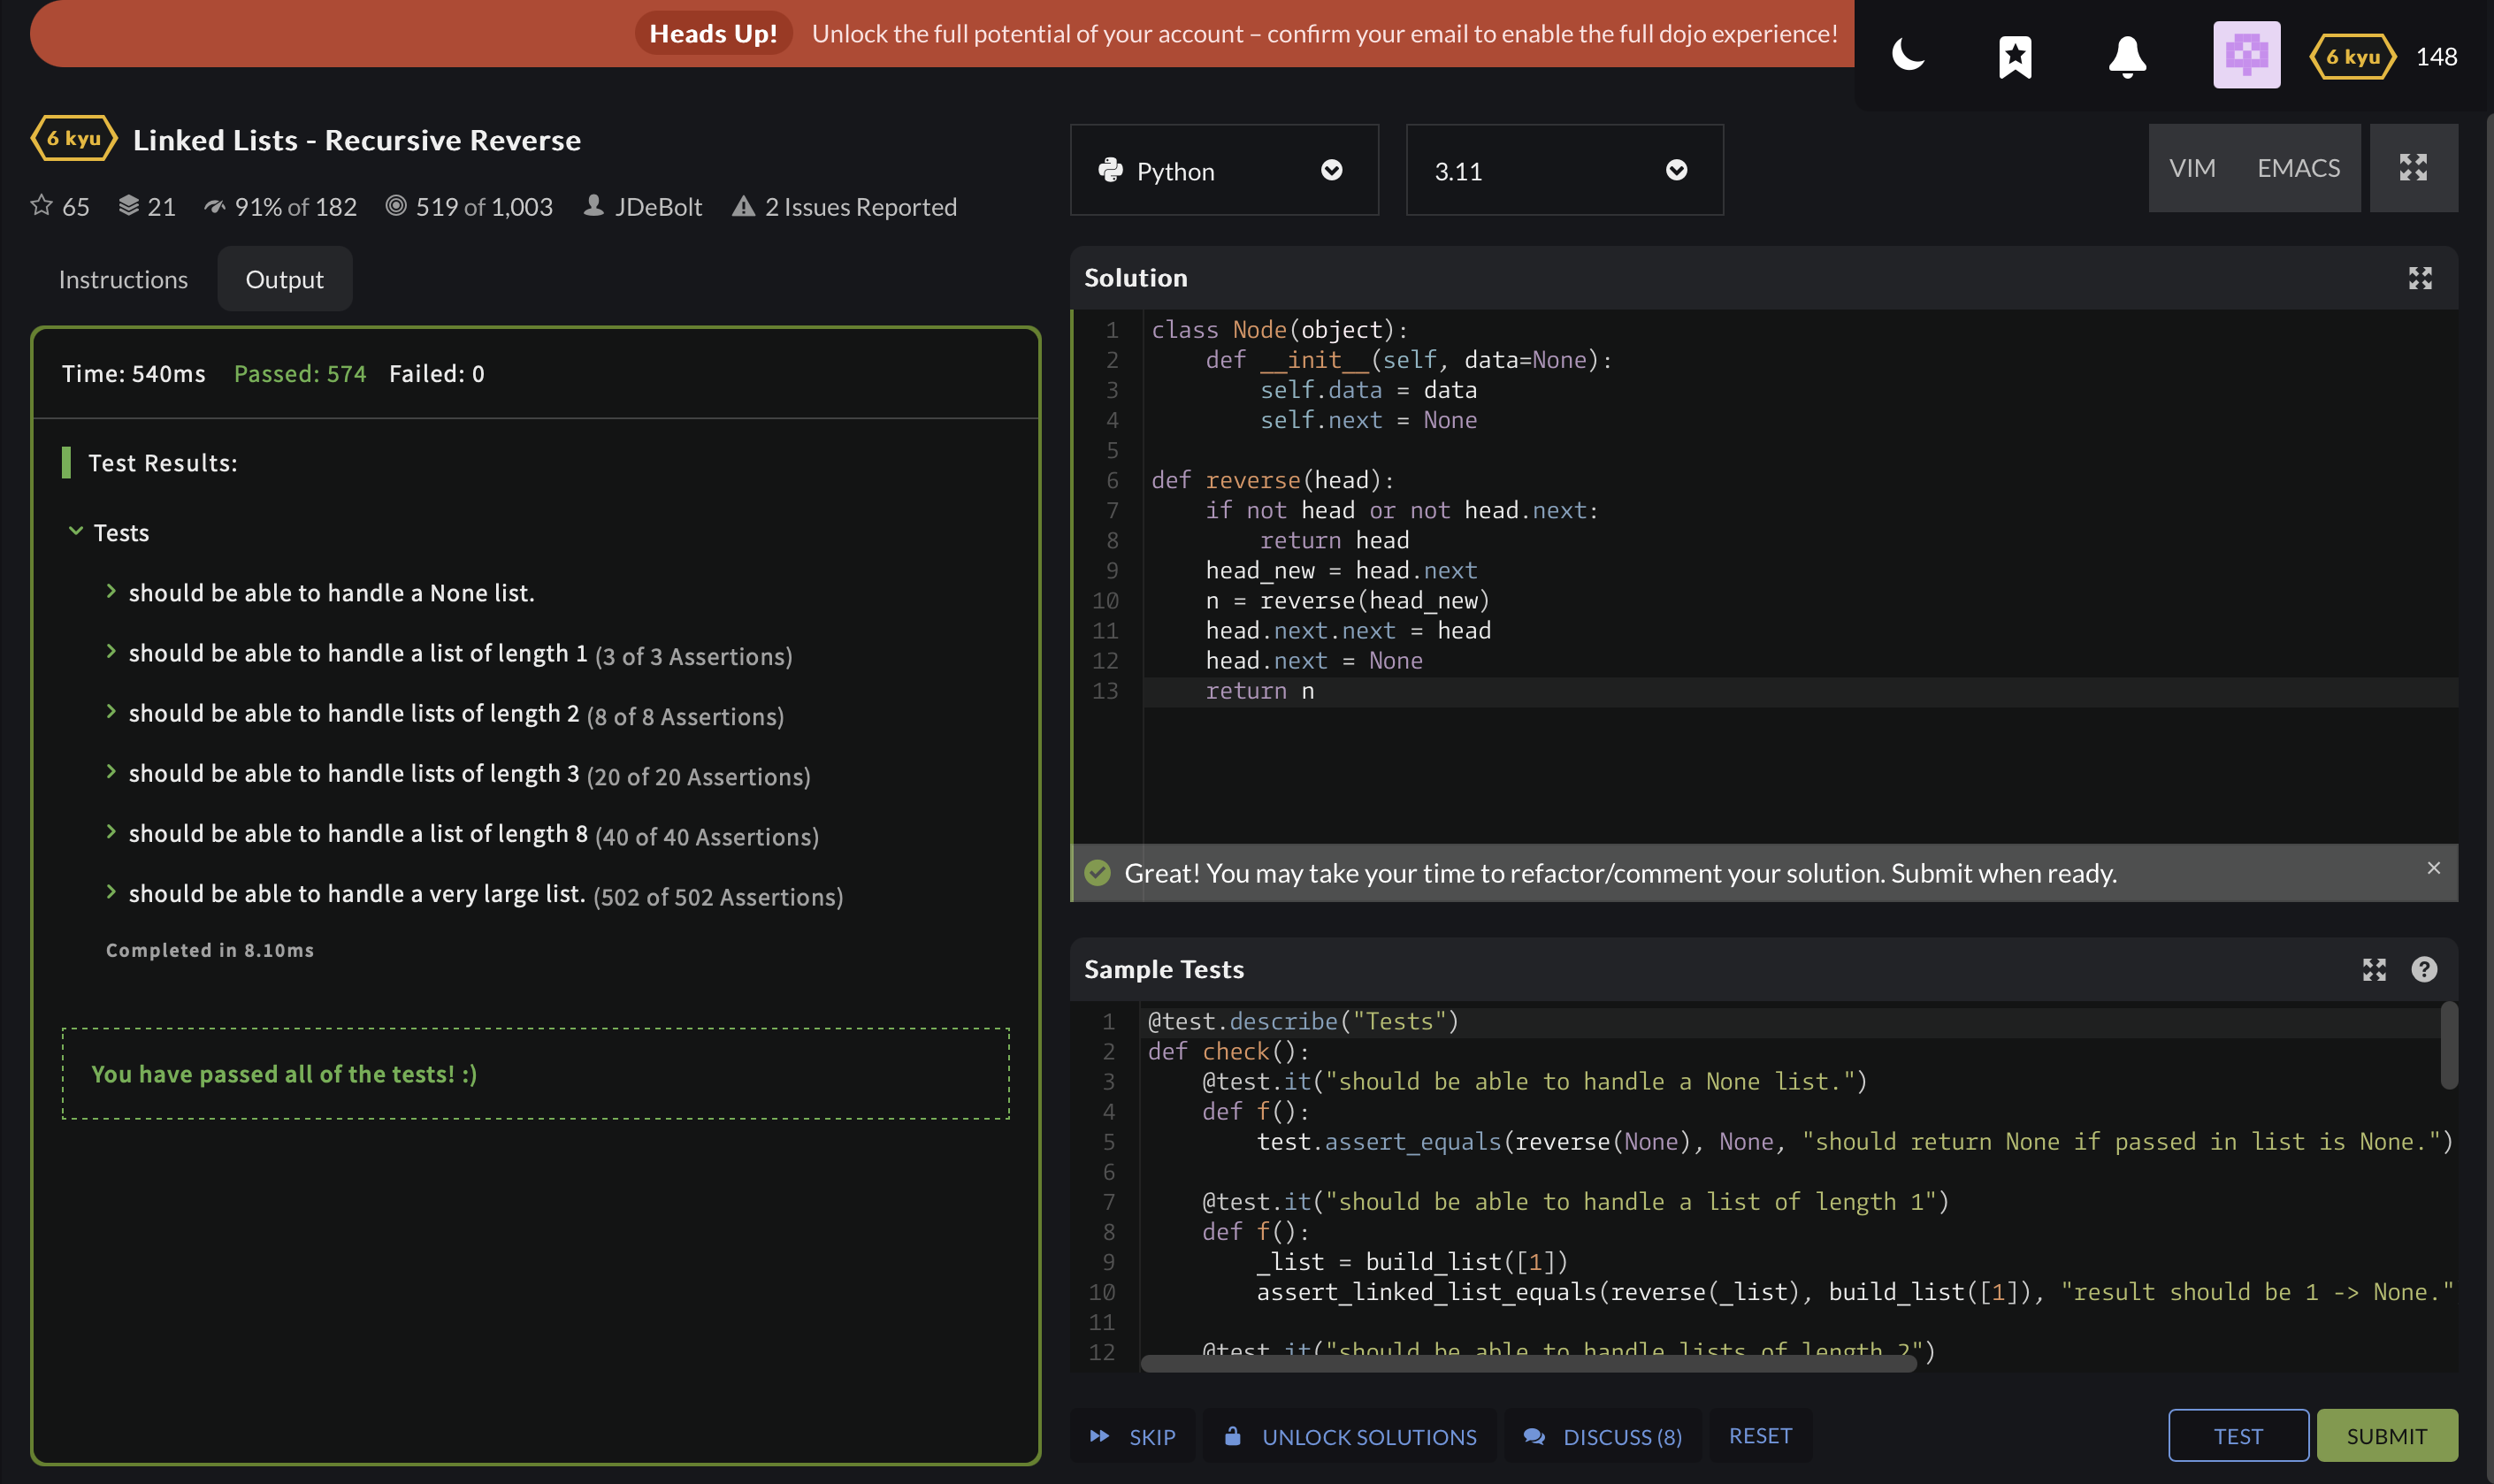 Heads Up! Unlock the full potential of your account – confirm your email to enable the full dojo experience!
6 kyu 148
6 kyu Linked Lists - Recursive Reverse
65 21 91% of 182 519 of 1,003 JDeBolt 2 Issues Reported
Instructions Output
Time: 540ms Passed: 574 Failed: 0
Test Results:
Tests
should be able to handle a None list.
should be able to handle a list of length 1 (3 of 3 Assertions)
should be able to handle lists of length 2 (8 of 8 Assertions)
should be able to handle lists of length 3 (20 of 20 Assertions)
should be able to handle a list of length 8 (40 of 40 Assertions)
should be able to handle a very large list. (502 of 502 Assertions)
Completed in 8.10ms
You have passed all of the tests! :)
Python 3.11 VIM EMACS
Solution
1 class Node(object):
2     def __init__(self, data=None):
3         self.data = data
4         self.next = None
5
6 def reverse(head):
7     if not head or not head.next:
8         return head
9     head_new = head.next
10     n = reverse(head_new)
11     head.next.next = head
12     head.next = None
13     return n
Great! You may take your time to refactor/comment your solution. Submit when ready.
Sample Tests
1 @test.describe("Tests")
2 def check():
3     @test.it("should be able to handle a None list.")
4     def f():
5         test.assert_equals(reverse(None), None, "should return None if passed in list is None.")
6
7     @test.it("should be able to handle a list of length 1")
8     def f():
9         _list = build_list([1])
10         assert_linked_list_equals(reverse(_list), build_list([1]), "result should be 1 -> None."
11
12     @test.it("should be able to handle lists of length 2")
SKIP UNLOCK SOLUTIONS DISCUSS (8) RESET TEST SUBMIT